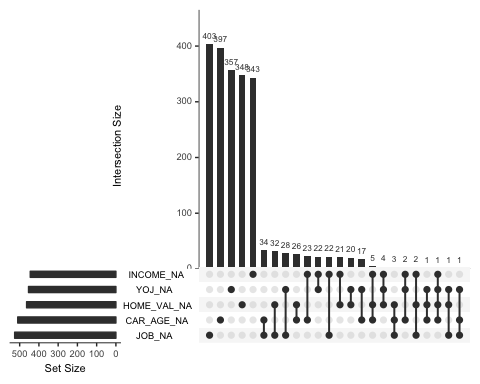 403 397 357 348 343 34 32 28 26 23 22 22 21 20 17 5 4 3 2 2 1 1 1 1
400
300
200
100
0
Intersection Size
INCOME_NA
YOJ_NA
HOME_VAL_NA
CAR_AGE_NA
JOB_NA
500 400 300 200 100 0
Set Size